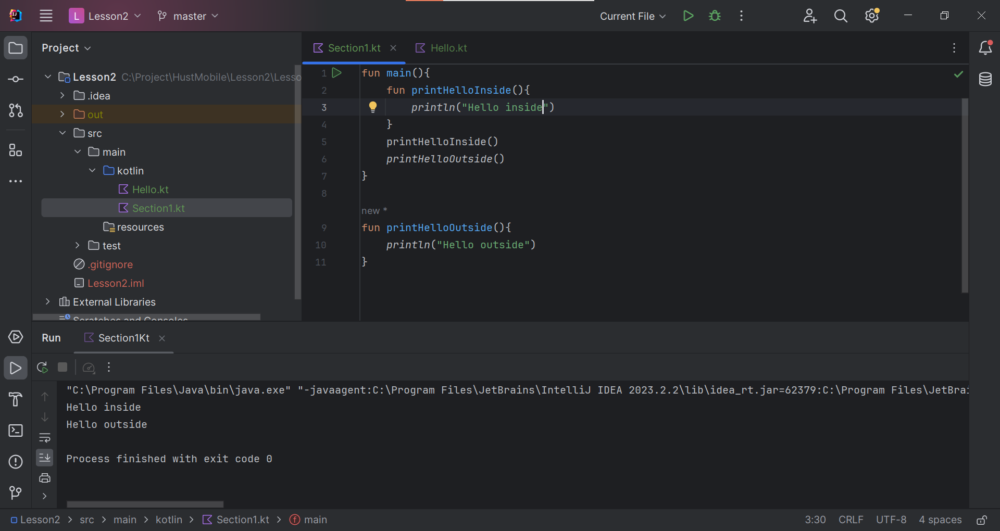 L Lesson2 master Current File
Project
Section1.kt Hello.kt
Lesson2 C:\Project\HustMobile\Lesson2\Lesso
.idea
out
src
main
kotlin
Hello.kt
Section1.kt
resources
test
.gitignore
Lesson2.iml
External Libraries
Scratches and Consoles
1 fun main(){
2 fun printHelloInside(){
3 println("Hello inside")
4 }
5 printHelloInside()
6 printHelloOutside()
7 }
8
new *
9 fun printHelloOutside(){
10 println("Hello outside")
11 }
Run Section1Kt
"C:\Program Files\Java\bin\java.exe" "-javaagent:C:\Program Files\JetBrains\IntelliJ IDEA 2023.2.2\lib\idea_rt.jar=62379:C:\Program Files\JetBrai
Hello inside
Hello outside
Process finished with exit code 0
Lesson2 > src > main > kotlin > Section1.kt > f main 3:30 CRLF UTF-8 4 spaces